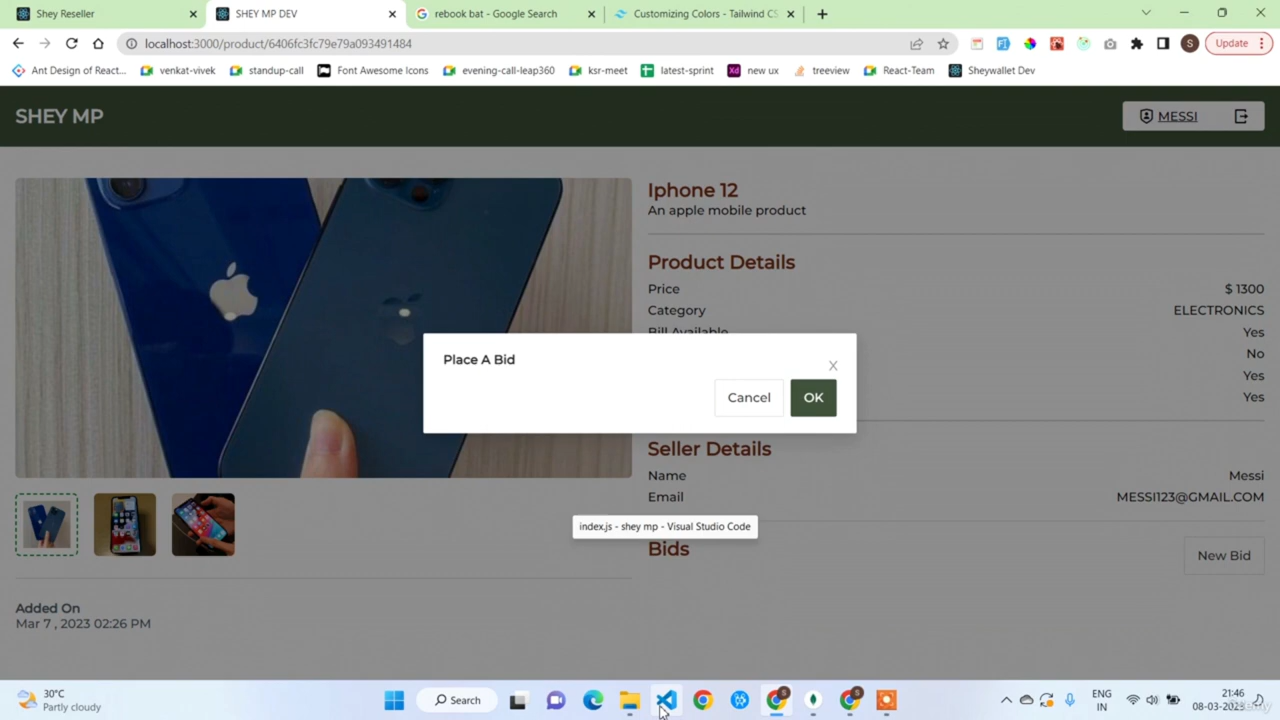 Shey Reseller
SHEY MP DEV
rebook bat - Google Search
Customizing Colors - Tailwind CS
localhost:3000/product/6406fc3fc79e79a093491484
S
Update
Ant Design of React...
venkat-vivek
standup-call
Font Awesome Icons
evening-call-leap360
ksr-meet
latest-sprint
Xd
new ux
treeview
React-Team
Sheywallet Dev
SHEY MP
MESSI
Iphone 12
An apple mobile product
Product Details
Price
$ 1300
Category
ELECTRONICS
Bill Available
Yes
No
Yes
Yes
Place A Bid
X
Cancel
OK
Seller Details
Name
Messi
Email
MESSI123@GMAIL.COM
index.js - shey mp - Visual Studio Code
Bids
New Bid
Added On
Mar 7 , 2023 02:26 PM
30°C
Partly cloudy
Search
ENG
IN
21:46
08-03-2023